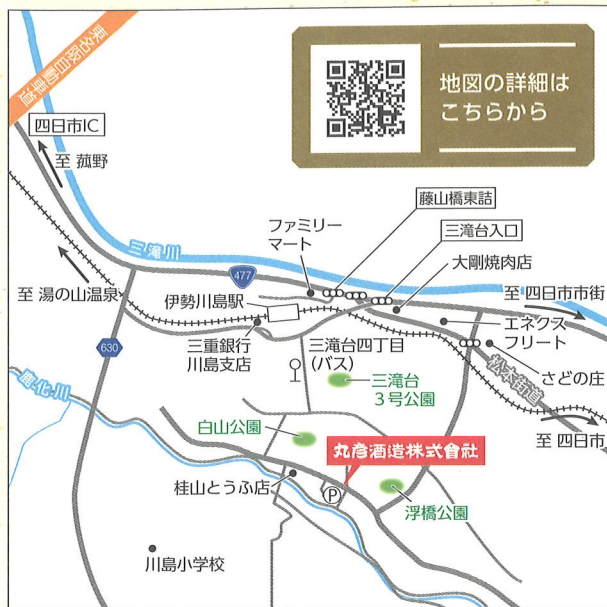 東名阪自動車道
地図の詳細は
こちらから
四日市IC
至 菰野
藤山橋東詰
ファミリー
マート
三滝台入口
三滝川
477
大剛焼肉店
至 湯の山温泉
伊勢川島駅
至 四日市市街
エネクス
フリート
630
三重銀行
川島支店
三滝台四丁目
(バス)
さどの庄
松本街道
三滝台
3号公園
鹿化川
白山公園
至 四日市
丸彦酒造株式會社
桂山とうふ店
P
浮橋公園
川島小学校